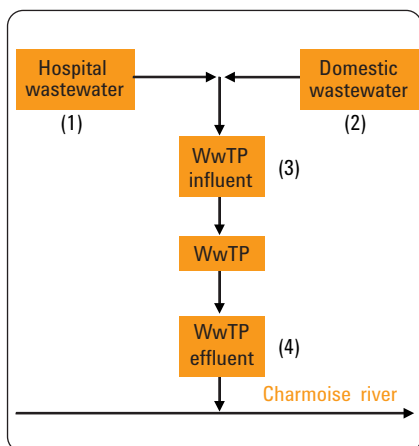 Hospital
wastewater
Domestic
wastewater
(1)
(2)
WwTP
influent
(3)
WwTP
WwTP
effluent
(4)
Charmoise river